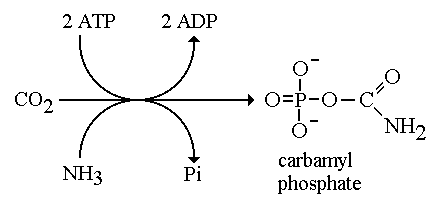 2 ATP 2 ADP
CO2
NH3 Pi
O-
O=P-O-C
O
O-
NH2
carbamyl
phosphate